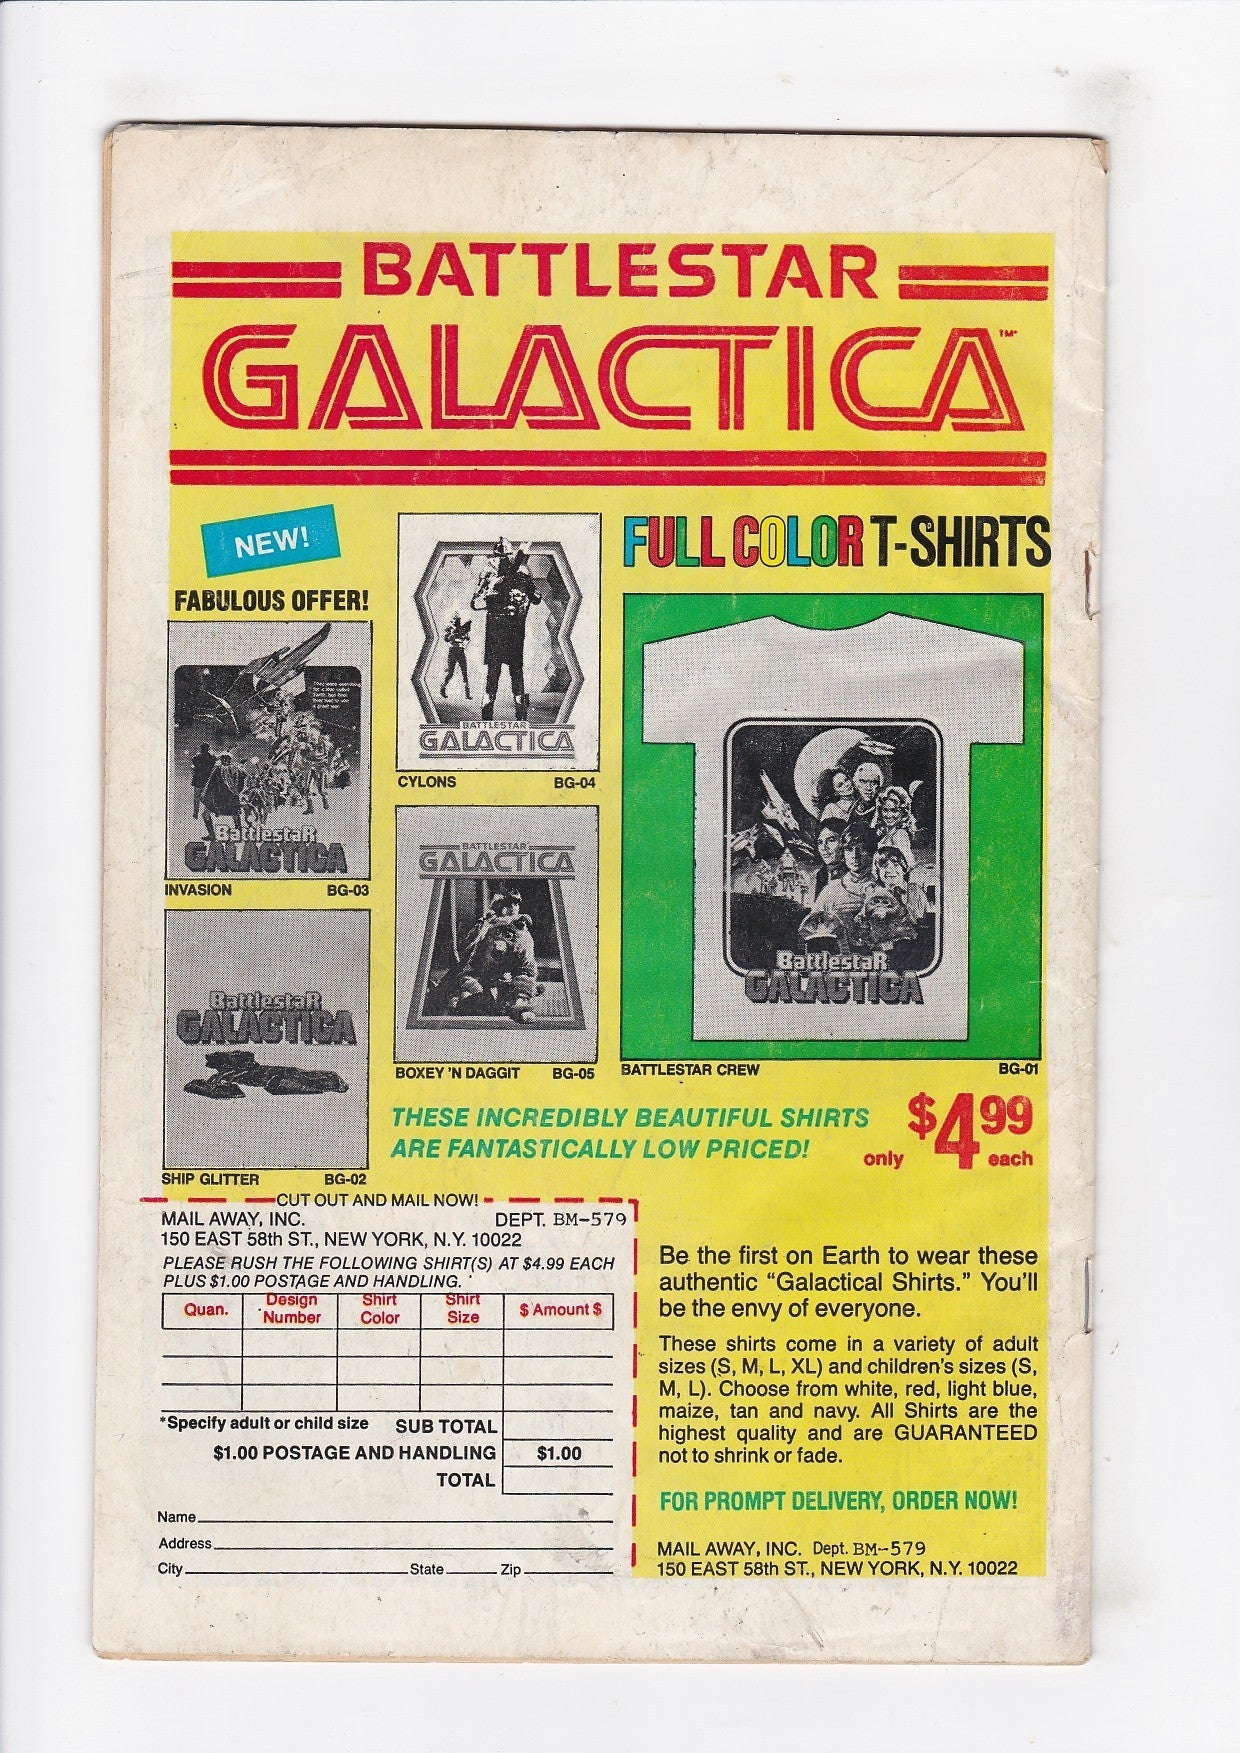 BATTLESTAR
GALACTICA™
NEW!
FABULOUS OFFER!
FULL COLOR T-SHIRTS
BattlestaR
GALACTICA
INVASION BG-03
BATTLESTAR
GALACTICA
CYLONS BG-04
BattlestaR
GALACTICA
SHIP GLITTER BG-02
BATTLESTAR
GALACTICA
BOXEY 'N DAGGIT BG-05
BattlestaR
GALACTICA
BATTLESTAR CREW BG-01
THESE INCREDIBLY BEAUTIFUL SHIRTS
ARE FANTASTICALLY LOW PRICED!
only $4.99 each
CUT OUT AND MAIL NOW!
MAIL AWAY, INC. DEPT. BM-579
150 EAST 58th ST., NEW YORK, N.Y. 10022
PLEASE RUSH THE FOLLOWING SHIRT(S) AT $4.99 EACH
PLUS $1.00 POSTAGE AND HANDLING.
Quan. Design Number Shirt Color Shirt Size $ Amount $
*Specify adult or child size SUB TOTAL
$1.00 POSTAGE AND HANDLING $1.00
TOTAL
Name
Address
City State Zip
Be the first on Earth to wear these
authentic "Galactical Shirts." You'll
be the envy of everyone.
These shirts come in a variety of adult
sizes (S, M, L, XL) and children's sizes (S,
M, L). Choose from white, red, light blue,
maize, tan and navy. All Shirts are the
highest quality and are GUARANTEED
not to shrink or fade.
FOR PROMPT DELIVERY, ORDER NOW!
MAIL AWAY, INC. Dept. BM-579
150 EAST 58th ST., NEW YORK, N.Y. 10022